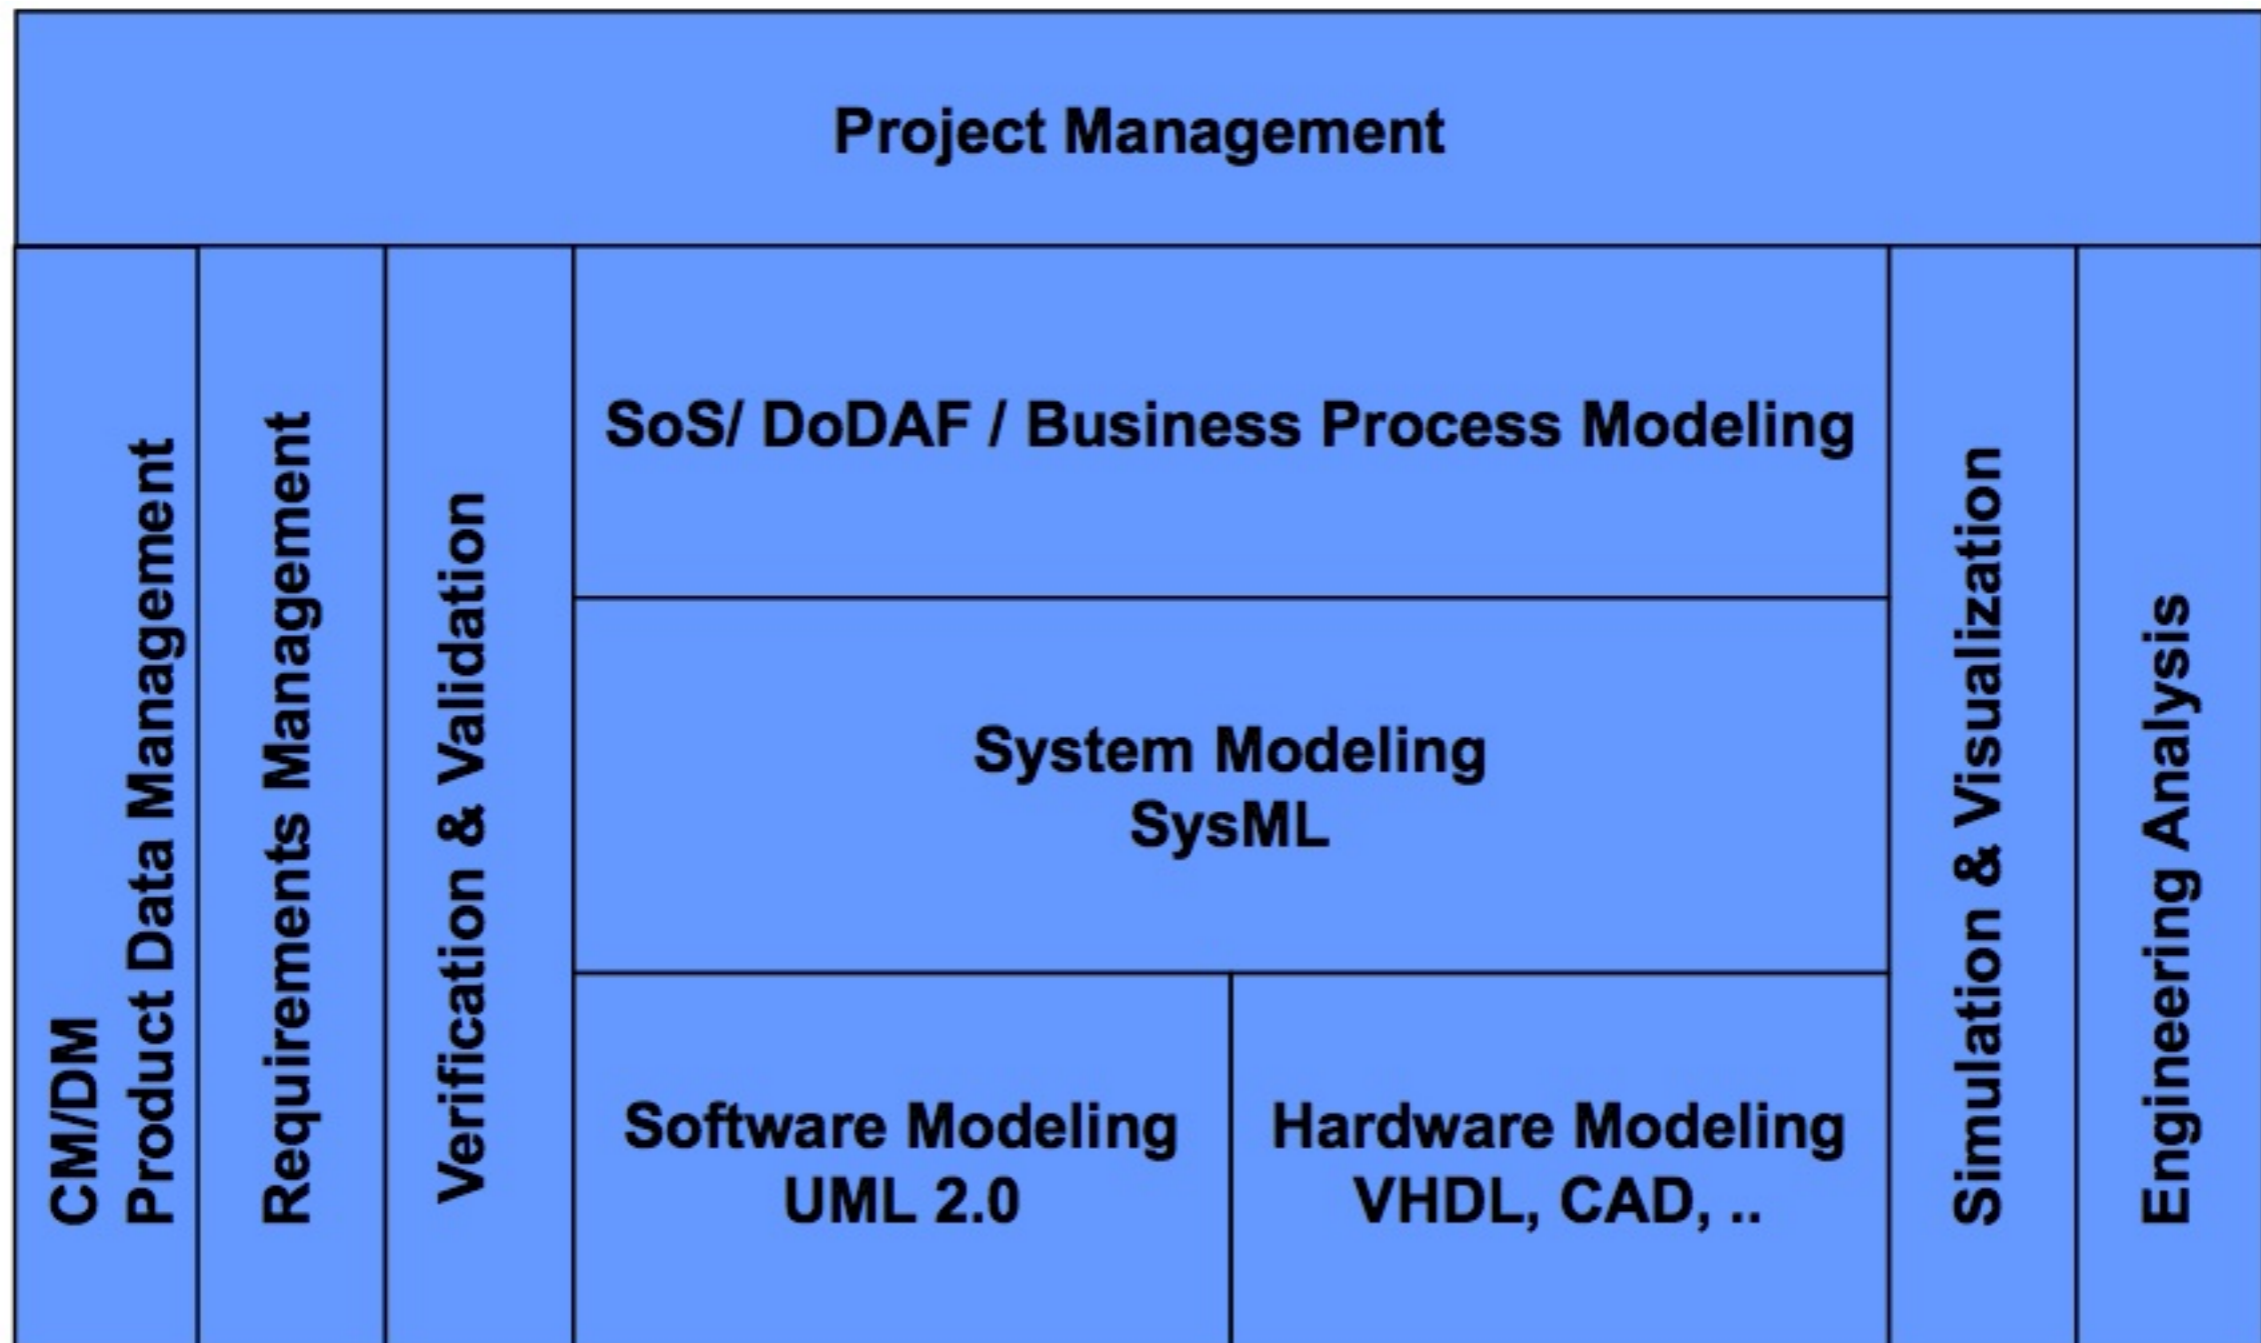 Project Management
CM/DM
Product Data Management
Requirements Management
Verification & Validation
SoS/ DoDAF / Business Process Modeling
System Modeling
SysML
Software Modeling
UML 2.0
Hardware Modeling
VHDL, CAD, ..
Simulation & Visualization
Engineering Analysis